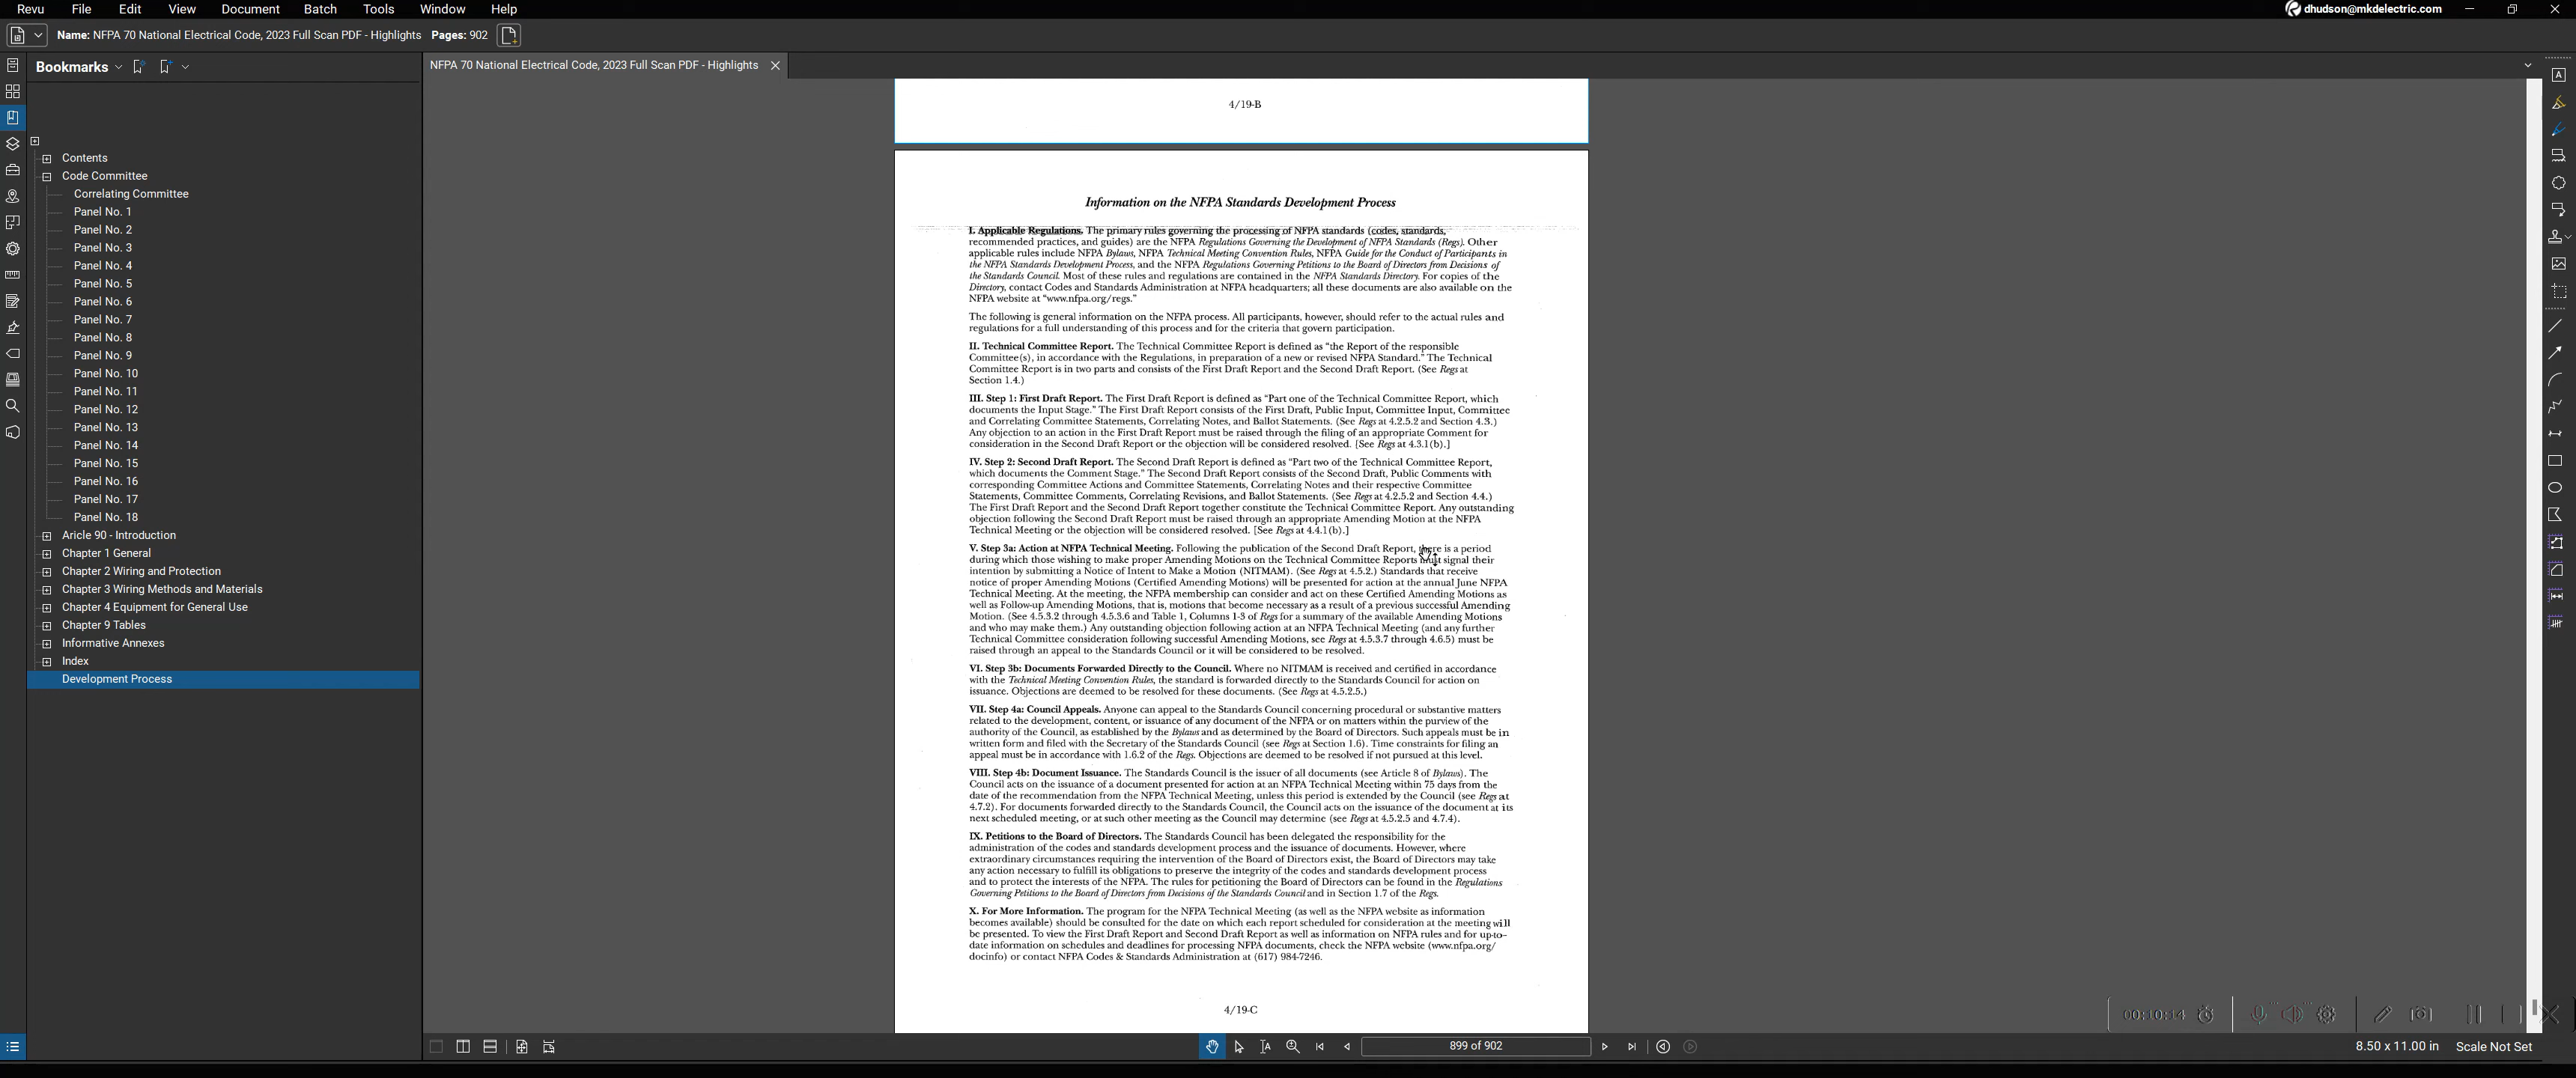 Revu File Edit View Document Batch Tools Window Help
dhudson@mkdelectric.com
Name: NFPA 70 National Electrical Code, 2023 Full Scan PDF - Highlights Pages: 902
Bookmarks
NFPA 70 National Electrical Code, 2023 Full Scan PDF - Highlights
Contents
Code Committee
Correlating Committee
Panel No. 1
Panel No. 2
Panel No. 3
Panel No. 4
Panel No. 5
Panel No. 6
Panel No. 7
Panel No. 8
Panel No. 9
Panel No. 10
Panel No. 11
Panel No. 12
Panel No. 13
Panel No. 14
Panel No. 15
Panel No. 16
Panel No. 17
Panel No. 18
Aricle 90 - Introduction
Chapter 1 General
Chapter 2 Wiring and Protection
Chapter 3 Wiring Methods and Materials
Chapter 4 Equipment for General Use
Chapter 9 Tables
Informative Annexes
Index
Development Process
4/19-B
Information on the NFPA Standards Development Process
I. Applicable Regulations. The primary rules governing the processing of NFPA standards (codes, standards,
recommended practices, and guides) are the NFPA Regulations Governing the Development of NFPA Standards (Regs). Other
applicable rules include NFPA Bylaws, NFPA Technical Meeting Convention Rules, NFPA Guide for the Conduct of Participants in
the NFPA Standards Development Process, and the NFPA Regulations Governing Petitions to the Board of Directors from Decisions of
the Standards Council. Most of these rules and regulations are contained in the NFPA Standards Directory. For copies of the
Directory, contact Codes and Standards Administration at NFPA headquarters; all these documents are also available on the
NFPA website at “www.nfpa.org/regs.”
The following is general information on the NFPA process. All participants, however, should refer to the actual rules and
regulations for a full understanding of this process and for the criteria that govern participation.
II. Technical Committee Report. The Technical Committee Report is defined as “the Report of the responsible
Committee(s), in accordance with the Regulations, in preparation of a new or revised NFPA Standard.” The Technical
Committee Report is in two parts and consists of the First Draft Report and the Second Draft Report. (See Regs at
Section 1.4.)
III. Step 1: First Draft Report. The First Draft Report is defined as “Part one of the Technical Committee Report, which
documents the Input Stage.” The First Draft Report consists of the First Draft, Public Input, Committee Input, Committee
and Correlating Committee Statements, Correlating Notes, and Ballot Statements. (See Regs at 4.2.5.2 and Section 4.3.)
Any objection to an action in the First Draft Report must be raised through the filing of an appropriate Comment for
consideration in the Second Draft Report or the objection will be considered resolved. [See Regs at 4.3.1(b).]
IV. Step 2: Second Draft Report. The Second Draft Report is defined as “Part two of the Technical Committee Report,
which documents the Comment Stage.” The Second Draft Report consists of the Second Draft, Public Comments with
corresponding Committee Actions and Committee Statements, Correlating Notes and their respective Committee
Statements, Committee Comments, Correlating Revisions, and Ballot Statements. (See Regs at 4.2.5.2 and Section 4.4.)
The First Draft Report and the Second Draft Report together constitute the Technical Committee Report. Any outstanding
objection following the Second Draft Report must be raised through an appropriate Amending Motion at the NFPA
Technical Meeting or the objection will be considered resolved. [See Regs at 4.4.1(b).]
V. Step 3a: Action at NFPA Technical Meeting. Following the publication of the Second Draft Report, there is a period
during which those wishing to make proper Amending Motions on the Technical Committee Reports must signal their
intention by submitting a Notice of Intent to Make a Motion (NITMAM). (See Regs at 4.5.2.) Standards that receive
notice of proper Amending Motions (Certified Amending Motions) will be presented for action at the annual June NFPA
Technical Meeting. At the meeting, the NFPA membership can consider and act on these Certified Amending Motions as
well as Follow-up Amending Motions, that is, motions that become necessary as a result of a previous successful Amending
Motion. (See 4.5.3.2 through 4.5.3.6 and Table 1, Columns 1-3 of Regs for a summary of the available Amending Motions
and who may make them.) Any outstanding objection following action at an NFPA Technical Meeting (and any further
Technical Committee consideration following successful Amending Motions, see Regs at 4.5.3.7 through 4.6.5) must be
raised through an appeal to the Standards Council or it will be considered to be resolved.
VI. Step 3b: Documents Forwarded Directly to the Council. Where no NITMAM is received and certified in accordance
with the Technical Meeting Convention Rules, the standard is forwarded directly to the Standards Council for action on
issuance. Objections are deemed to be resolved for these documents. (See Regs at 4.5.2.5.)
VII. Step 4a: Council Appeals. Anyone can appeal to the Standards Council concerning procedural or substantive matters
related to the development, content, or issuance of any document of the NFPA or on matters within the purview of the
authority of the Council, as established by the Bylaws and as determined by the Board of Directors. Such appeals must be in
written form and filed with the Secretary of the Standards Council (see Regs at Section 1.6). Time constraints for filing an
appeal must be in accordance with 1.6.2 of the Regs. Objections are deemed to be resolved if not pursued at this level.
VIII. Step 4b: Document Issuance. The Standards Council is the issuer of all documents (see Article 8 of Bylaws). The
Council acts on the issuance of a document presented for action at an NFPA Technical Meeting within 75 days from the
date of the recommendation from the NFPA Technical Meeting, unless this period is extended by the Council (see Regs at
4.7.2). For documents forwarded directly to the Standards Council, the Council acts on the issuance of the document at its
next scheduled meeting, or at such other meeting as the Council may determine (see Regs at 4.5.2.5 and 4.7.4).
IX. Petitions to the Board of Directors. The Standards Council has been delegated the responsibility for the
administration of the codes and standards development process and the issuance of documents. However, where
extraordinary circumstances requiring the intervention of the Board of Directors exist, the Board of Directors may take
any action necessary to fulfill its obligations to preserve the integrity of the codes and standards development process
and to protect the interests of the NFPA. The rules for petitioning the Board of Directors can be found in the Regulations
Governing Petitions to the Board of Directors from Decisions of the Standards Council and in Section 1.7 of the Regs.
X. For More Information. The program for the NFPA Technical Meeting (as well as the NFPA website as information
becomes available) should be consulted for the date on which each report scheduled for consideration at the meeting will
be presented. To view the First Draft Report and Second Draft Report as well as information on NFPA rules and for up-to-
date information on schedules and deadlines for processing NFPA documents, check the NFPA website (www.nfpa.org/
docinfo) or contact NFPA Codes & Standards Administration at (617) 984-7246.
4/19-C
00:10:14
899 of 902
8.50 x 11.00 in Scale Not Set